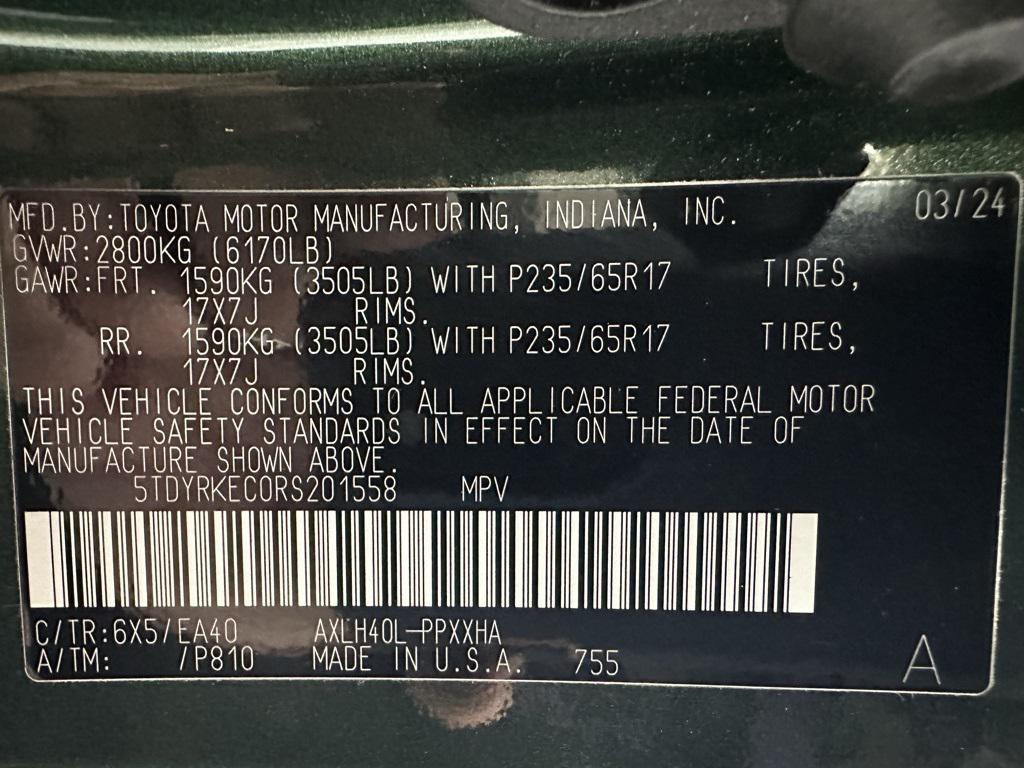 MFD.BY:TOYOTA MOTOR MANUFACTURING, INDIANA, INC. 03/24
GVWR:2800KG (6170LB)
GAWR:FRT. 1590KG (3505LB) WITH P235/65R17 TIRES,
17X7J RIMS.
RR. 1590KG (3505LB) WITH P235/65R17 TIRES,
17X7J RIMS.
THIS VEHICLE CONFORMS TO ALL APPLICABLE FEDERAL MOTOR
VEHICLE SAFETY STANDARDS IN EFFECT ON THE DATE OF
MANUFACTURE SHOWN ABOVE.
5TDYRKEC0RS201558 MPV
C/TR:6X5/EA40 AXLH40L-PPXXHA
A/TM: /P810 MADE IN U.S.A. 755 A